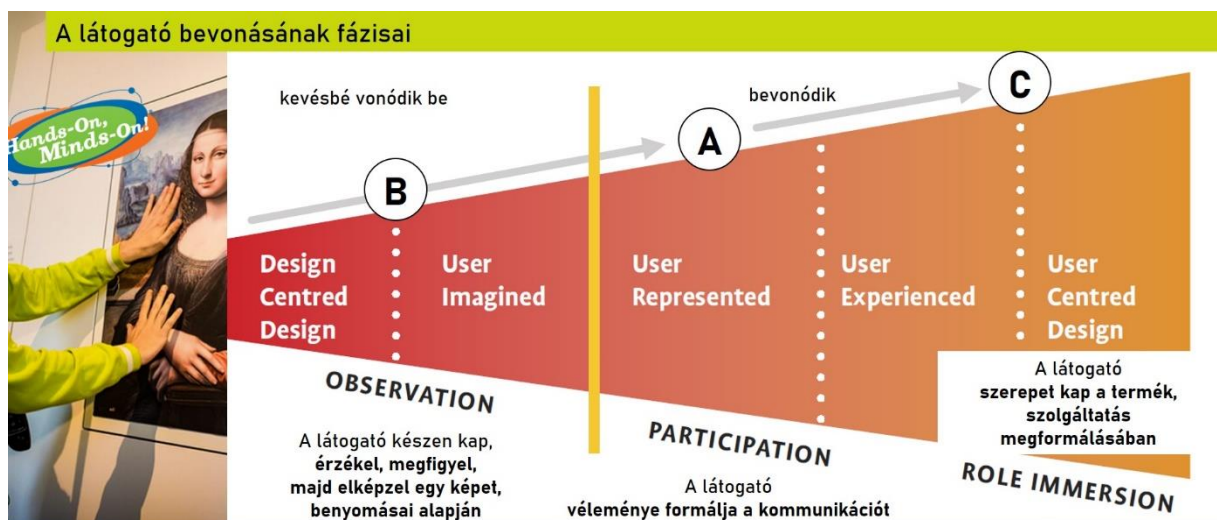 A látogató bevonásának fázisai
Hands-On,
Minds-On!
kevésbé vonódik be
bevonódik
B
A
C
Design
Centred
Design
User
Imagined
User
Represented
User
Experienced
User
Centred
Design
OBSERVATION
PARTICIPATION
ROLE IMMERSION
A látogató készen kap,
érzékel, megfigyel,
majd elképzel egy képet,
benyomásai alapján
A látogató
véleménye formálja a kommunikációt
A látogató
szerepet kap a termék,
szolgáltatás
megformálásában